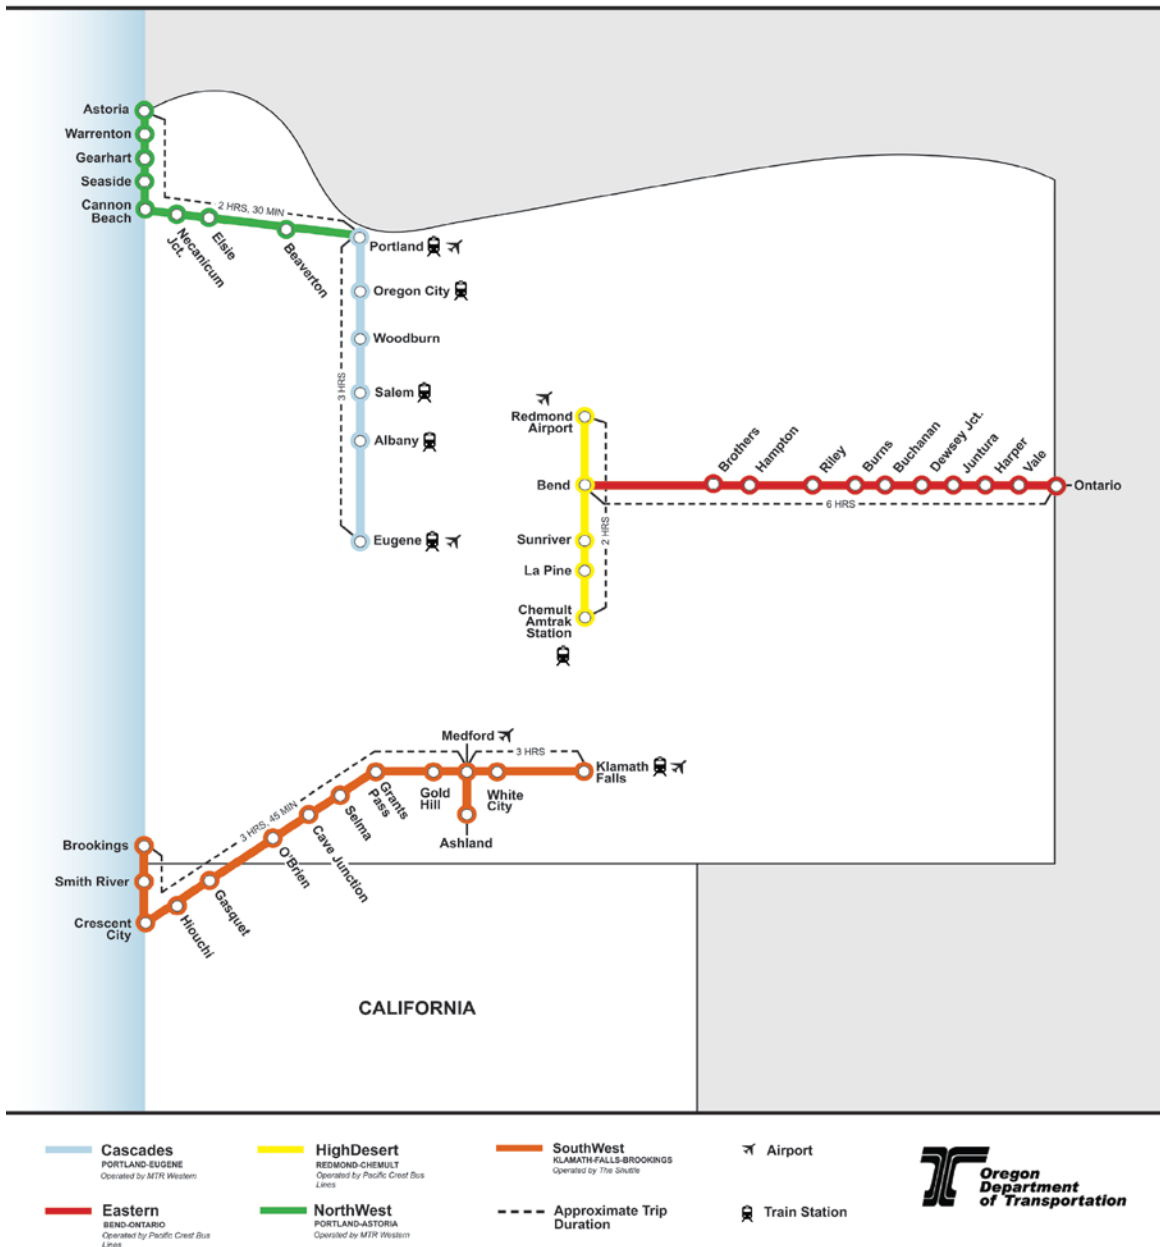 Astoria
Warrenton
Gearhart
Seaside
Cannon
Beach
Necanicum
Jct.
Elsie
Beaverton
2 HRS, 30 MIN
Portland
Oregon City
Woodburn
Salem
Albany
Eugene
3 HRS
Redmond
Airport
Bend
Sunriver
La Pine
Chemult
Amtrak
Station
2 HRS
Brothers
Hampton
Riley
Burns
Buchanan
Dewsey Jct.
Juntura
Harper
Vale
Ontario
6 HRS
Medford
3 HRS
Klamath
Falls
White
City
Ashland
Gold
Hill
Grants
Pass
Selma
Cave Junction
O'Brien
3 HRS, 45 MIN
Gasquet
Hiouchi
Brookings
Smith River
Crescent
City
CALIFORNIA
Cascades
PORTLAND-EUGENE
Operated by MTR Western
Eastern
BEND-ONTARIO
Operated by Pacific Crest Bus
Lines
HighDesert
REDMOND-CHEMULT
Operated by Pacific Crest Bus
Lines
NorthWest
PORTLAND-ASTORIA
Operated by MTR Western
SouthWest
KLAMATH-FALLS-BROOKINGS
Operated by The Shuttle
Approximate Trip
Duration
Airport
Train Station
Oregon
Department
of Transportation